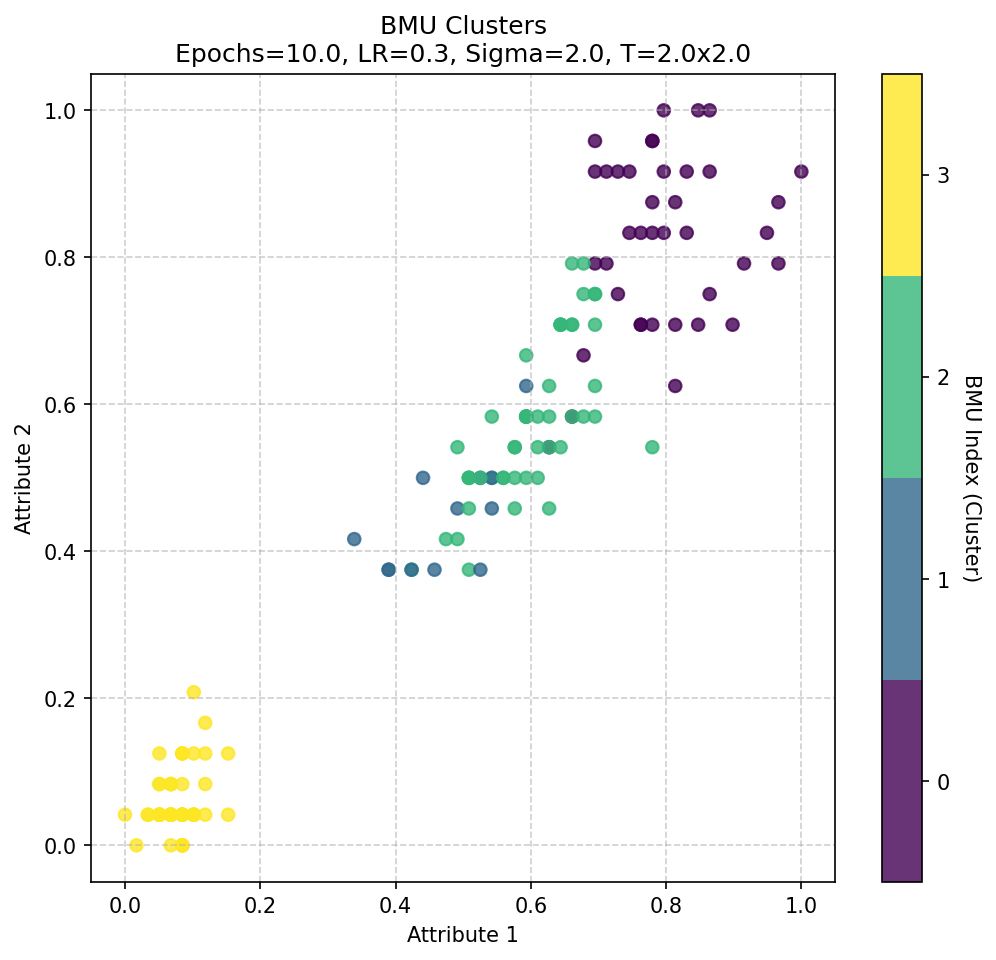 BMU Clusters
Epochs=10.0, LR=0.3, Sigma=2.0, T=2.0x2.0
1.0
0.8
0.6
0.4
0.2
0.0
Attribute 2
0.0 0.2 0.4 0.6 0.8 1.0
Attribute 1
3
2
1
0
BMU Index (Cluster)